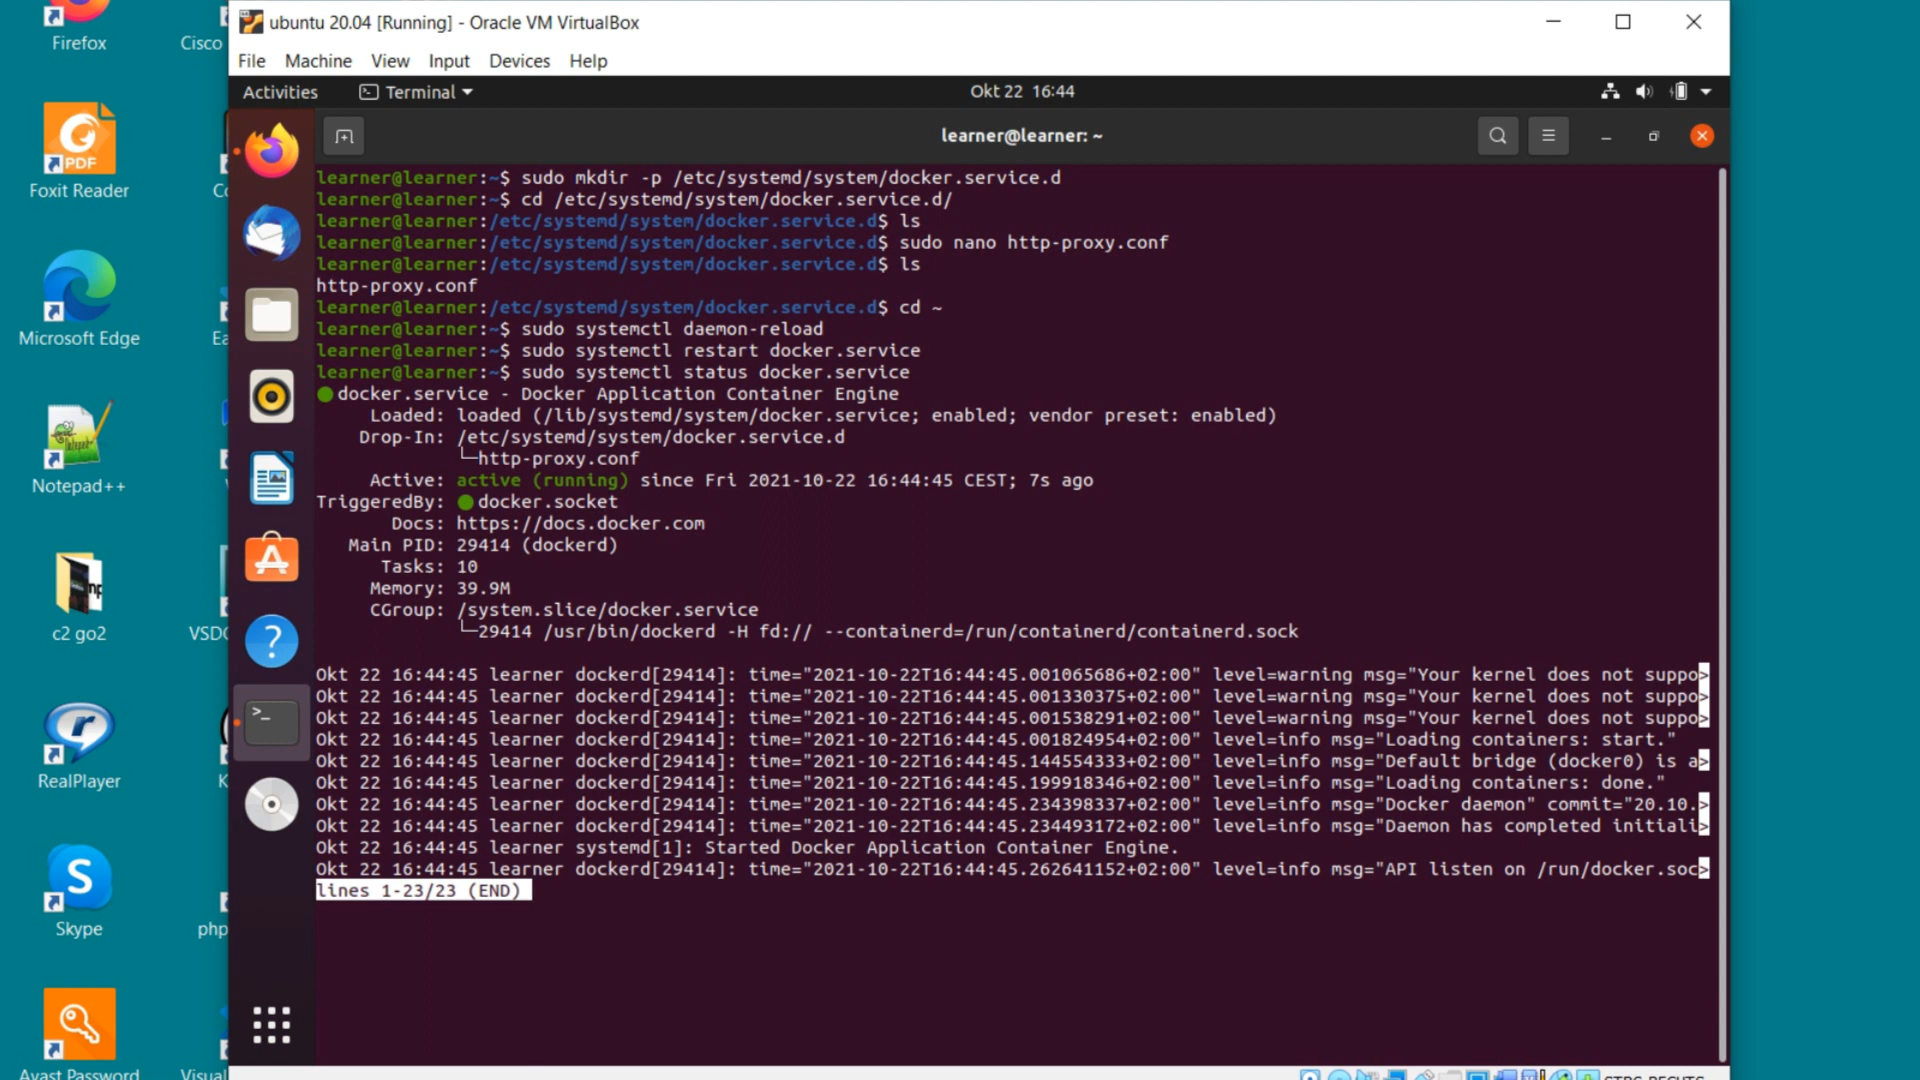 ubuntu 20.04 [Running] - Oracle VM VirtualBox
File Machine View Input Devices Help
Activities Terminal Okt 22 16:44
learner@learner: ~
learner@learner:~$ sudo mkdir -p /etc/systemd/system/docker.service.d
learner@learner:~$ cd /etc/systemd/system/docker.service.d/
learner@learner:/etc/systemd/system/docker.service.d$ ls
learner@learner:/etc/systemd/system/docker.service.d$ sudo nano http-proxy.conf
learner@learner:/etc/systemd/system/docker.service.d$ ls
http-proxy.conf
learner@learner:/etc/systemd/system/docker.service.d$ cd ~
learner@learner:~$ sudo systemctl daemon-reload
learner@learner:~$ sudo systemctl restart docker.service
learner@learner:~$ sudo systemctl status docker.service
docker.service - Docker Application Container Engine
Loaded: loaded (/lib/systemd/system/docker.service; enabled; vendor preset: enabled)
Drop-In: /etc/systemd/system/docker.service.d
└─http-proxy.conf
Active: active (running) since Fri 2021-10-22 16:44:45 CEST; 7s ago
TriggeredBy: ● docker.socket
Docs: https://docs.docker.com
Main PID: 29414 (dockerd)
Tasks: 10
Memory: 39.9M
CGroup: /system.slice/docker.service
└─29414 /usr/bin/dockerd -H fd:// --containerd=/run/containerd/containerd.sock
Okt 22 16:44:45 learner dockerd[29414]: time="2021-10-22T16:44:45.001065686+02:00" level=warning msg="Your kernel does not suppo>
Okt 22 16:44:45 learner dockerd[29414]: time="2021-10-22T16:44:45.001330375+02:00" level=warning msg="Your kernel does not suppo>
Okt 22 16:44:45 learner dockerd[29414]: time="2021-10-22T16:44:45.001538291+02:00" level=warning msg="Your kernel does not suppo>
Okt 22 16:44:45 learner dockerd[29414]: time="2021-10-22T16:44:45.001824954+02:00" level=info msg="Loading containers: start."
Okt 22 16:44:45 learner dockerd[29414]: time="2021-10-22T16:44:45.144554333+02:00" level=info msg="Default bridge (docker0) is a>
Okt 22 16:44:45 learner dockerd[29414]: time="2021-10-22T16:44:45.199918346+02:00" level=info msg="Loading containers: done."
Okt 22 16:44:45 learner dockerd[29414]: time="2021-10-22T16:44:45.234398337+02:00" level=info msg="Docker daemon" commit="20.10.>
Okt 22 16:44:45 learner dockerd[29414]: time="2021-10-22T16:44:45.234493172+02:00" level=info msg="Daemon has completed initiali>
Okt 22 16:44:45 learner systemd[1]: Started Docker Application Container Engine.
Okt 22 16:44:45 learner dockerd[29414]: time="2021-10-22T16:44:45.262641152+02:00" level=info msg="API listen on /run/docker.soc>
lines 1-23/23 (END)
Firefox
Cisco
PDF
Foxit Reader
Microsoft Edge
Notepad++
c2 go2
VSDC
RealPlayer
Skype
php
Avast Password
Visual